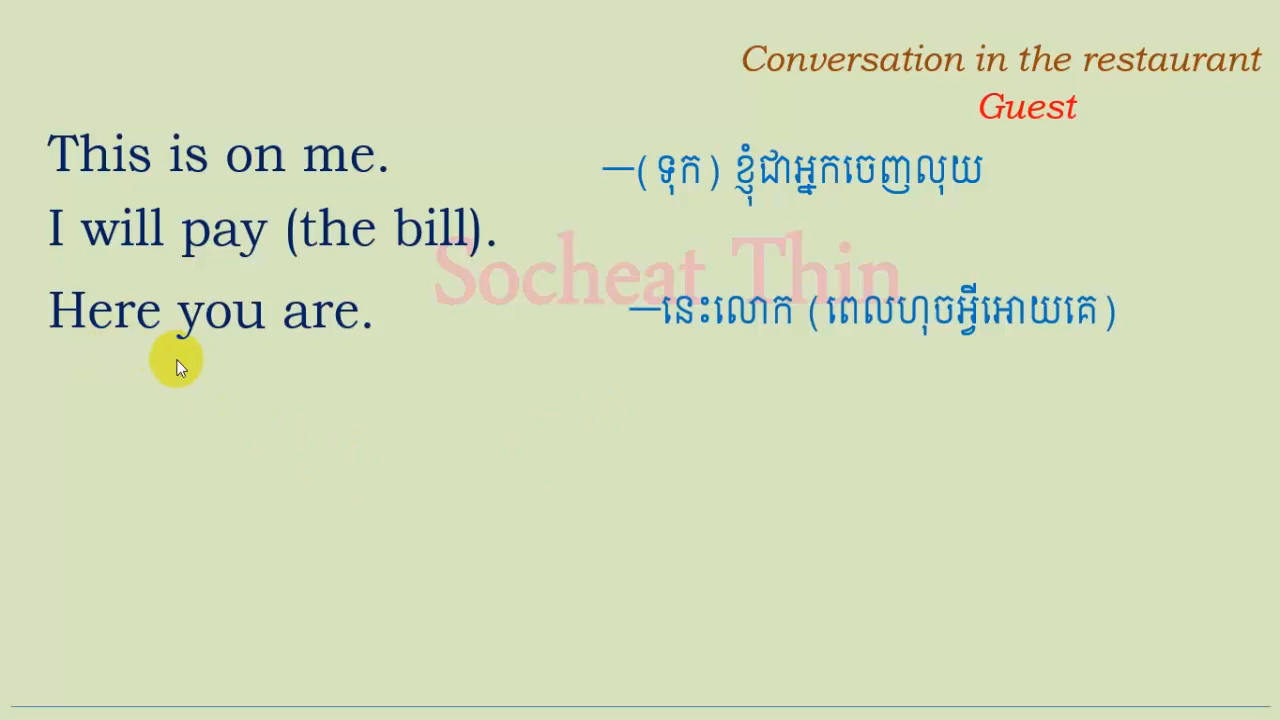 Conversation in the restaurant
Guest
This is on me.
—(ទុក) ខ្ញុំជាអ្នកចេញលុយ
I will pay (the bill).
Socheat Thin
Here you are.
—នេះលោក (ពេលហុចអ្វីអោយគេ)